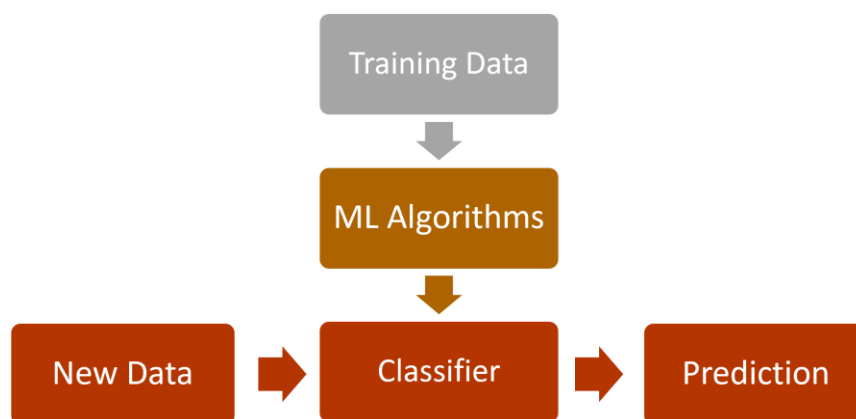 Training Data
ML Algorithms
New Data
Classifier
Prediction